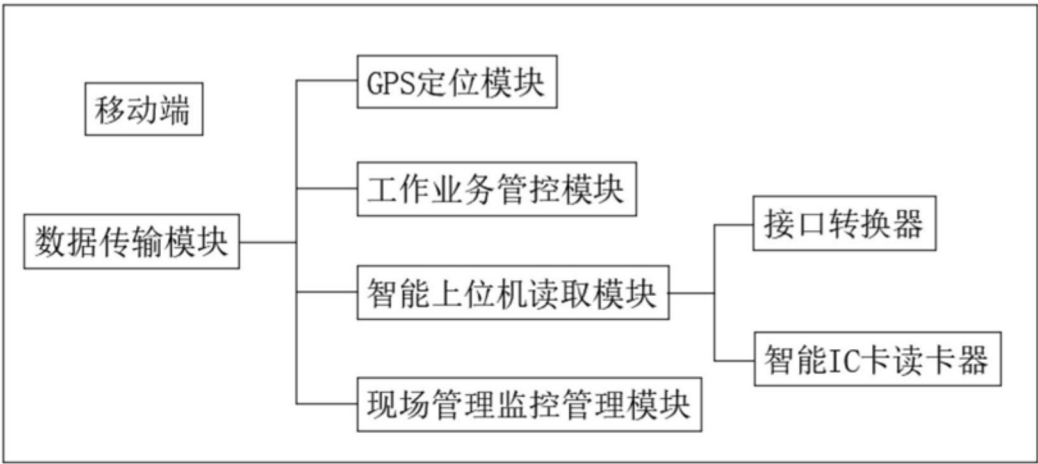 移动端
数据传输模块
GPS定位模块
工作业务管控模块
智能上位机读取模块
现场管理监控管理模块
接口转换器
智能IC卡读卡器